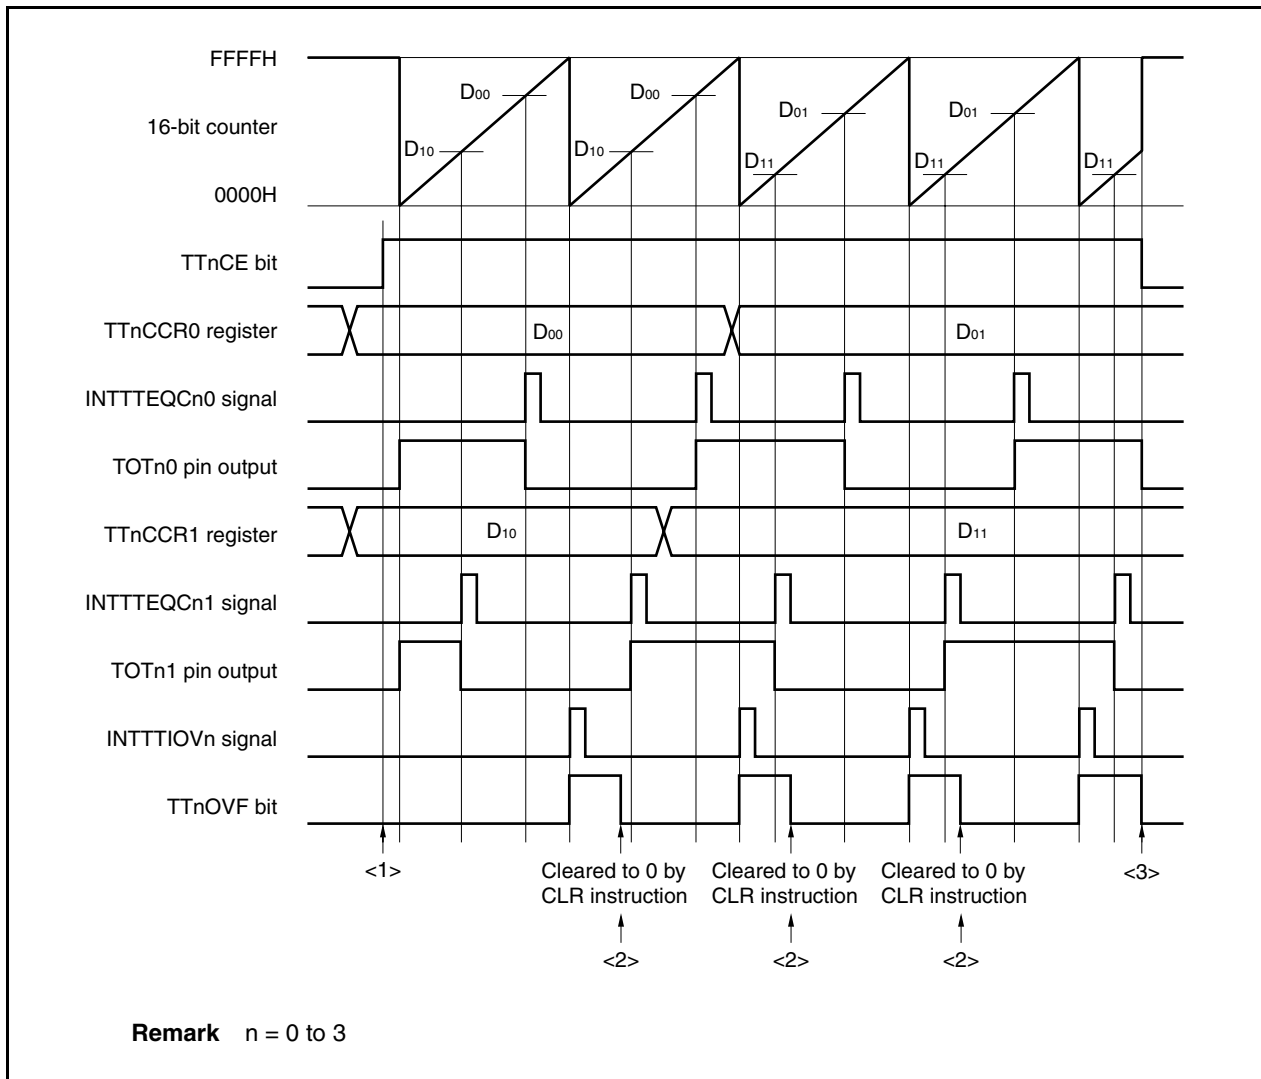 FFFFH
D00 D00
D01 D01
16-bit counter
D10 D10
D11 D11 D11
0000H
TTnCE bit
TTnCCR0 register D00 D01
INTTTEQCn0 signal
TOTn0 pin output
TTnCCR1 register D10 D11
INTTTEQCn1 signal
TOTn1 pin output
INTTTIOVn signal
TTnOVF bit
<1> Cleared to 0 by Cleared to 0 by Cleared to 0 by <3>
CLR instruction CLR instruction CLR instruction
<2> <2> <2>
Remark n = 0 to 3